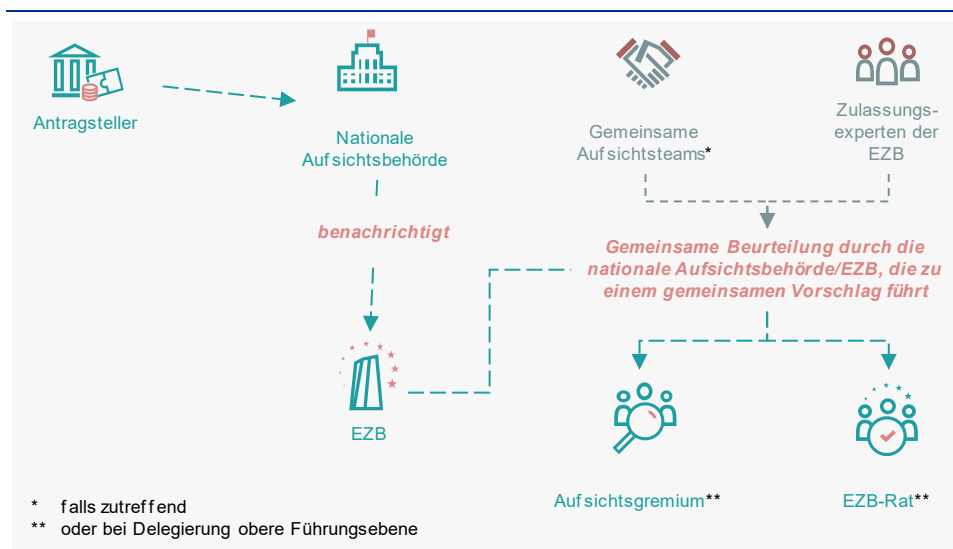 Antragsteller
Nationale
Aufsichtsbehörde
Gemeinsame
Aufsichtsteams*
Zulassungs-
experten der
EZB
benachrichtigt
Gemeinsame Beurteilung durch die
nationale Aufsichtsbehörde/EZB, die zu
einem gemeinsamen Vorschlag führt
EZB
Aufsichtsgremium**
EZB-Rat**
* falls zutreffend
** oder bei Delegierung obere Führungsebene